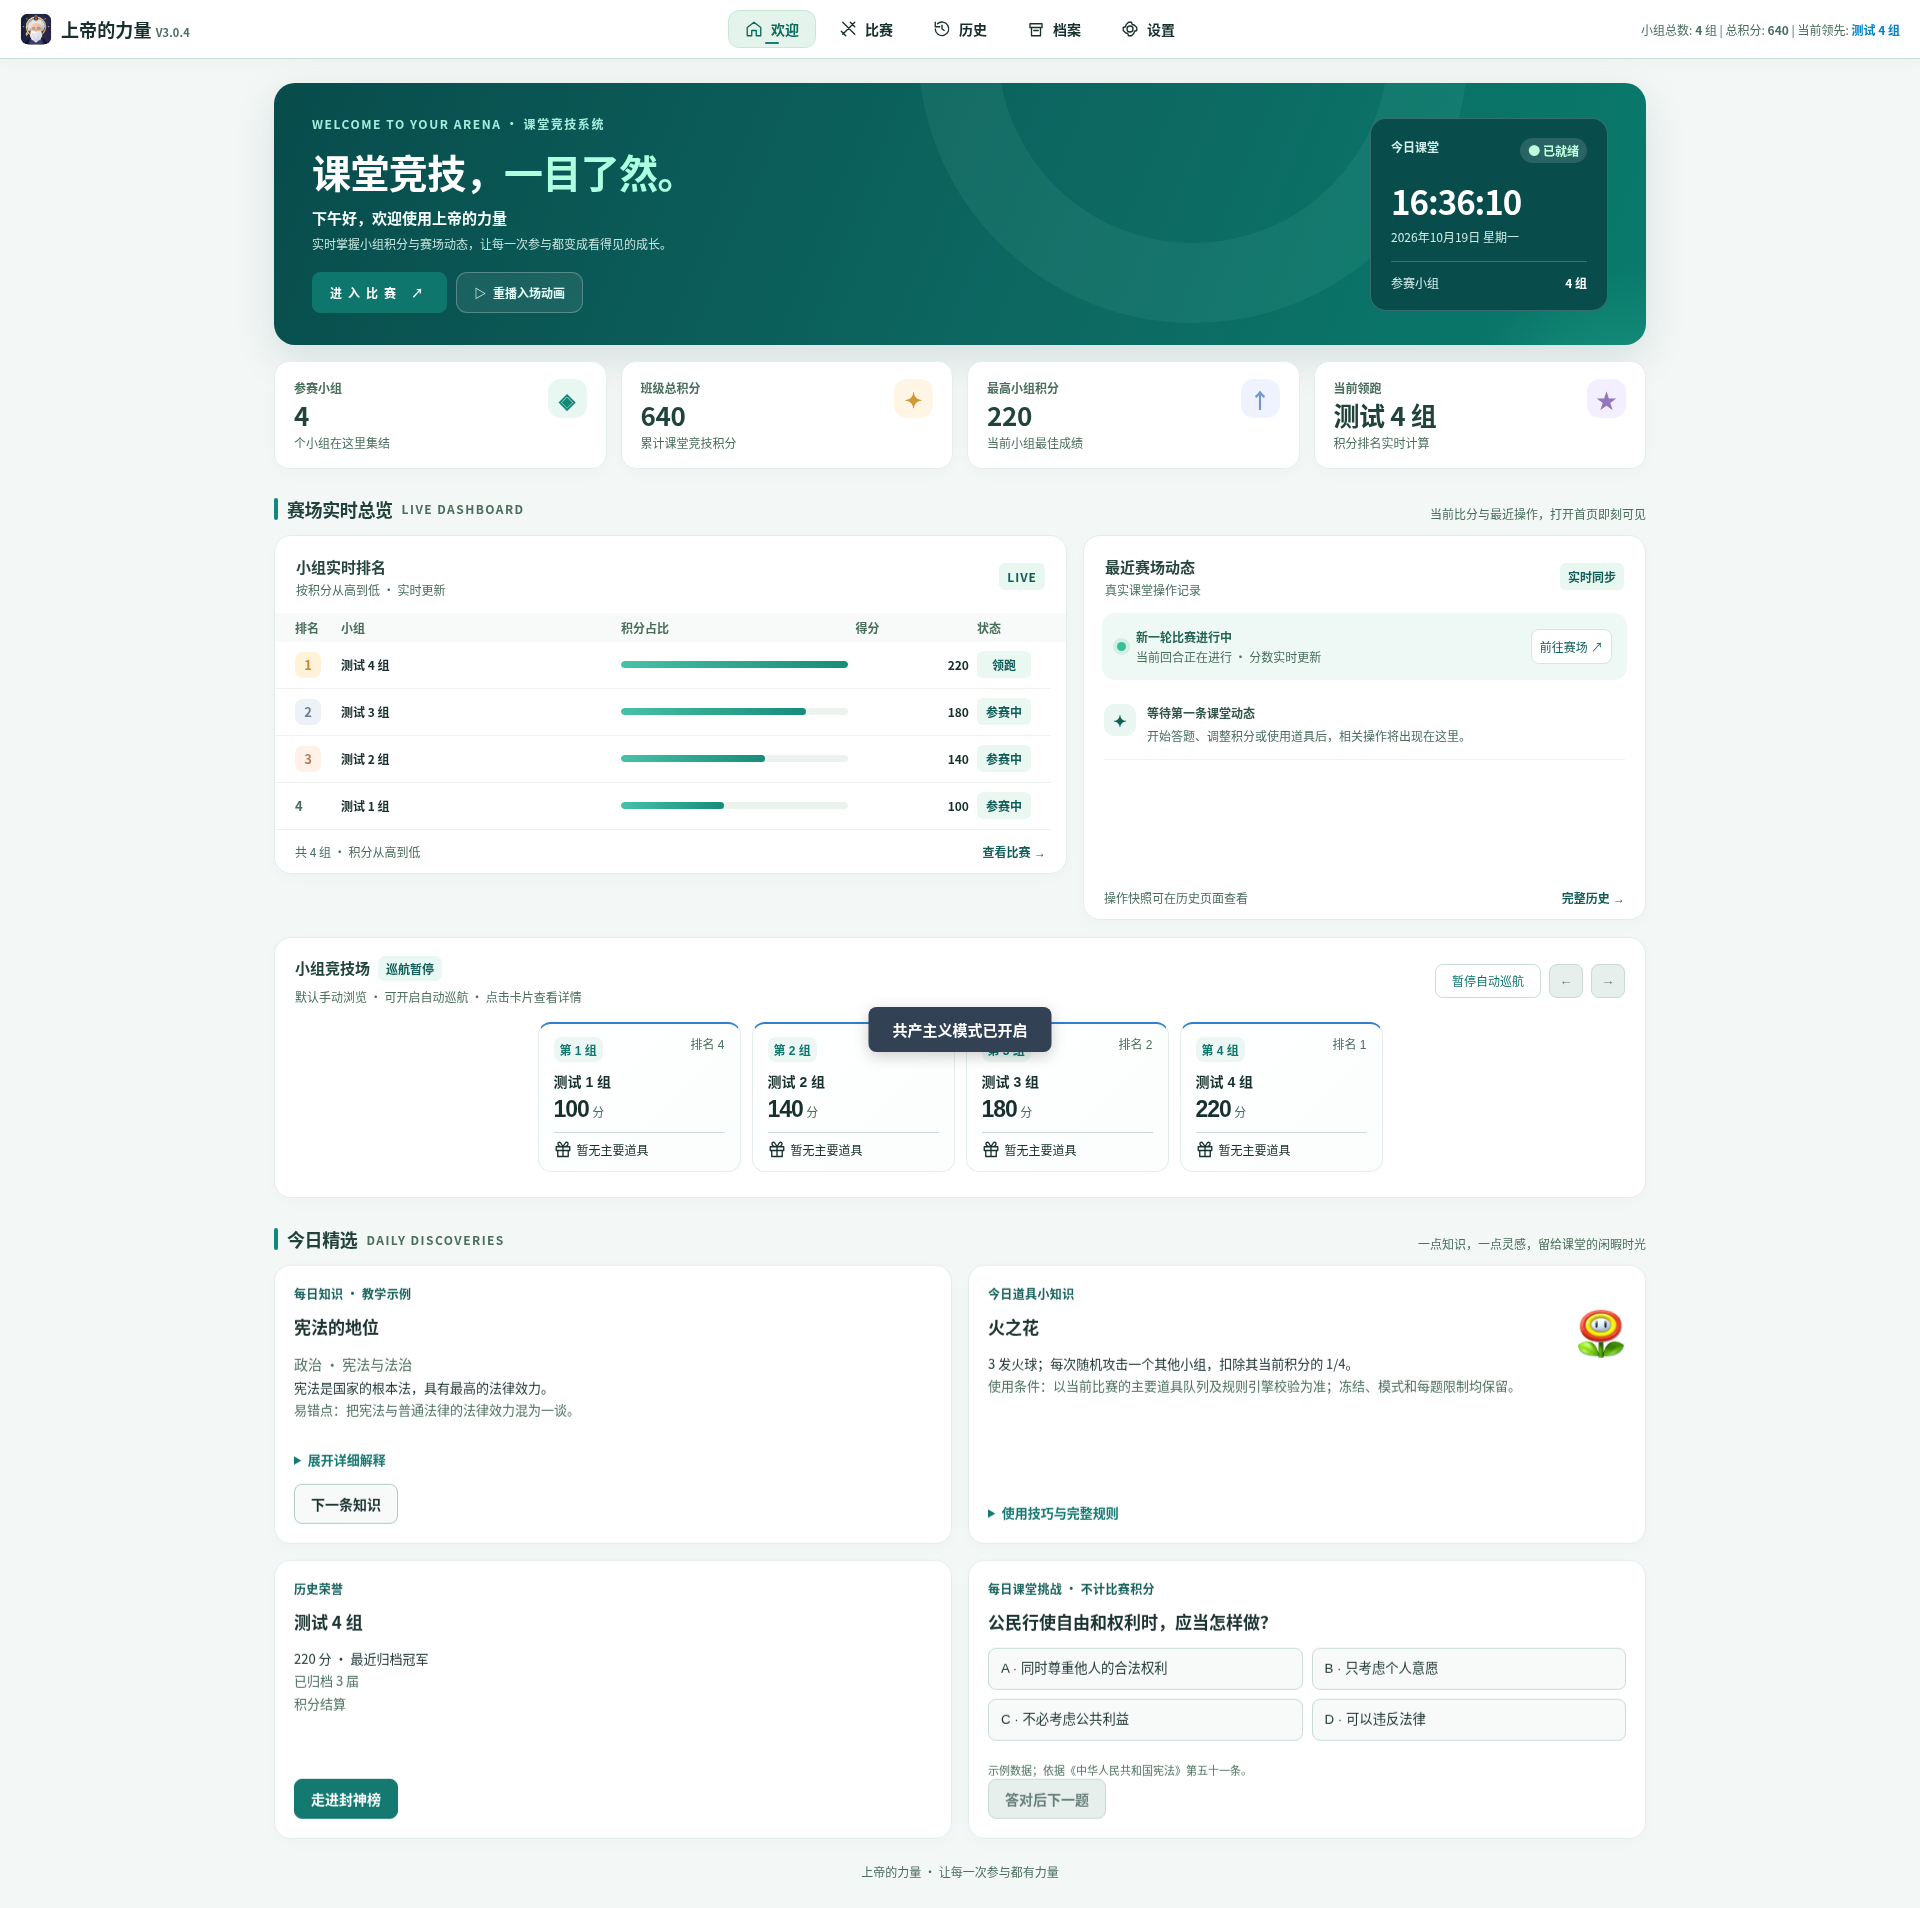 上帝的力量 V3.0.4
欢迎
比赛
历史
档案
设置
小组总数: 4 组 | 总积分: 640 | 当前领先: 测试 4 组
WELCOME TO YOUR ARENA · 课堂竞技系统
课堂竞技，一目了然。
下午好，欢迎使用上帝的力量
实时掌握小组积分与赛场动态，让每一次参与都变成看得见的成长。
进入比赛 ↗
▷ 重播入场动画
今日课堂
已就绪
16:36:10
2026年10月19日 星期一
参赛小组 4 组
参赛小组
4
个小组在这里集结
班级总积分
640
累计课堂竞技积分
最高小组积分
220
当前小组最佳成绩
当前领跑
测试 4 组
积分排名实时计算
赛场实时总览 LIVE DASHBOARD
当前比分与最近操作，打开首页即刻可见
小组实时排名
按积分从高到低 · 实时更新
LIVE
排名 小组 积分占比 得分 状态
1 测试 4 组 220 领跑
2 测试 3 组 180 参赛中
3 测试 2 组 140 参赛中
4 测试 1 组 100 参赛中
共 4 组 · 积分从高到低
查看比赛 →
最近赛场动态
真实课堂操作记录
实时同步
新一轮比赛进行中
当前回合正在进行 · 分数实时更新
前往赛场 ↗
等待第一条课堂动态
开始答题、调整积分或使用道具后，相关操作将出现在这里。
操作快照可在历史页面查看
完整历史 →
小组竞技场 巡航暂停
默认手动浏览 · 可开启自动巡航 · 点击卡片查看详情
暂停自动巡航 ← →
共产主义模式已开启
第 1 组 排名 4
测试 1 组
100 分
暂无主要道具
第 2 组
测试 2 组
140 分
暂无主要道具
排名 2
测试 3 组
180 分
暂无主要道具
第 4 组 排名 1
测试 4 组
220 分
暂无主要道具
今日精选 DAILY DISCOVERIES
一点知识，一点灵感，留给课堂的闲暇时光
每日知识 · 教学示例
宪法的地位
政治 · 宪法与法治
宪法是国家的根本法，具有最高的法律效力。
易错点：把宪法与普通法律的法律效力混为一谈。
展开详细解释
下一条知识
今日道具小知识
火之花
3 发火球；每次随机攻击一个其他小组，扣除其当前积分的 1/4。
使用条件：以当前比赛的主要道具队列及规则引擎校验为准；冻结、模式和每题限制均保留。
使用技巧与完整规则
历史荣誉
测试 4 组
220 分 · 最近归档冠军
已归档 3 届
积分结算
走进封神榜
每日课堂挑战 · 不计比赛积分
公民行使自由和权利时，应当怎样做？
A · 同时尊重他人的合法权利
B · 只考虑个人意愿
C · 不必考虑公共利益
D · 可以违反法律
示例数据；依据《中华人民共和国宪法》第五十一条。
答对后下一题
上帝的力量 · 让每一次参与都有力量